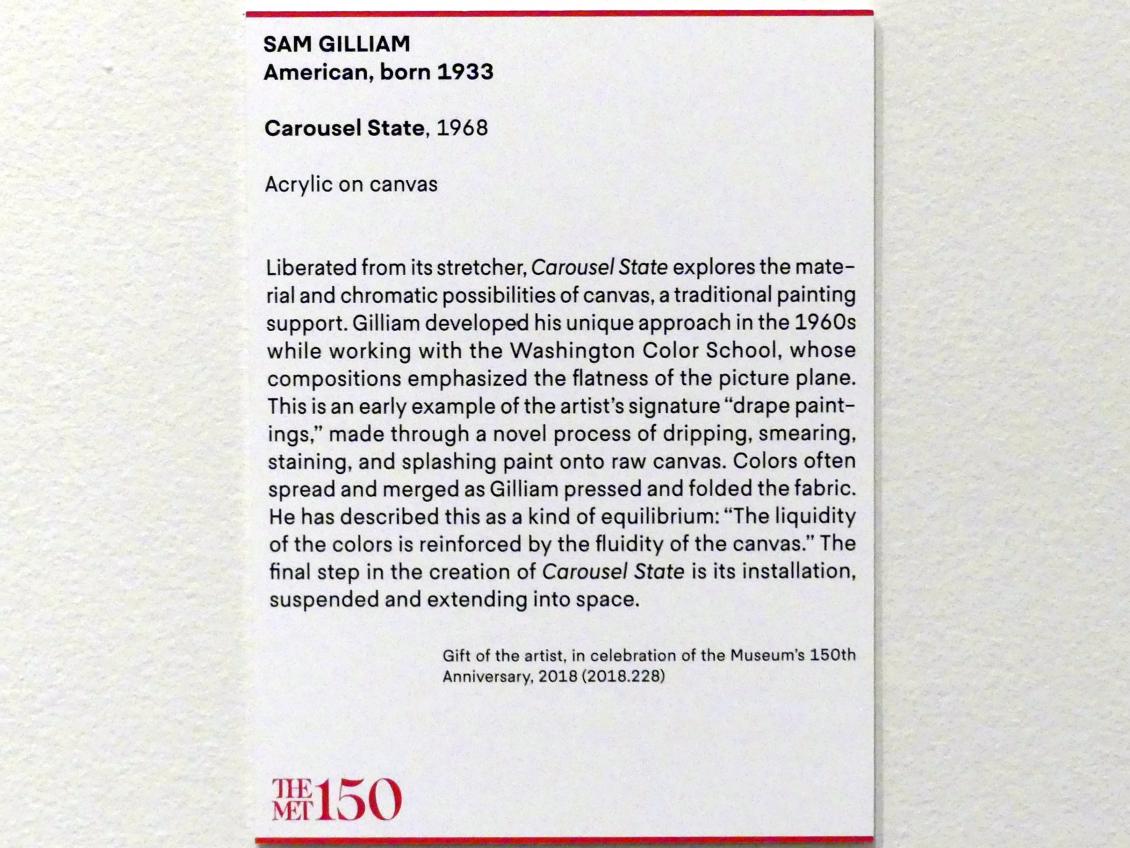 SAM GILLIAM
American, born 1933
Carousel State, 1968
Acrylic on canvas
Liberated from its stretcher, Carousel State explores the mate-
rial and chromatic possibilities of canvas, a traditional painting
support. Gilliam developed his unique approach in the 1960s
while working with the Washington Color School, whose
compositions emphasized the flatness of the picture plane.
This is an early example of the artist’s signature “drape paint-
ings,” made through a novel process of dripping, smearing,
staining, and splashing paint onto raw canvas. Colors often
spread and merged as Gilliam pressed and folded the fabric.
He has described this as a kind of equilibrium: “The liquidity
of the colors is reinforced by the fluidity of the canvas.” The
final step in the creation of Carousel State is its installation,
suspended and extending into space.
Gift of the artist, in celebration of the Museum’s 150th
Anniversary, 2018 (2018.228)
THE
MET 150